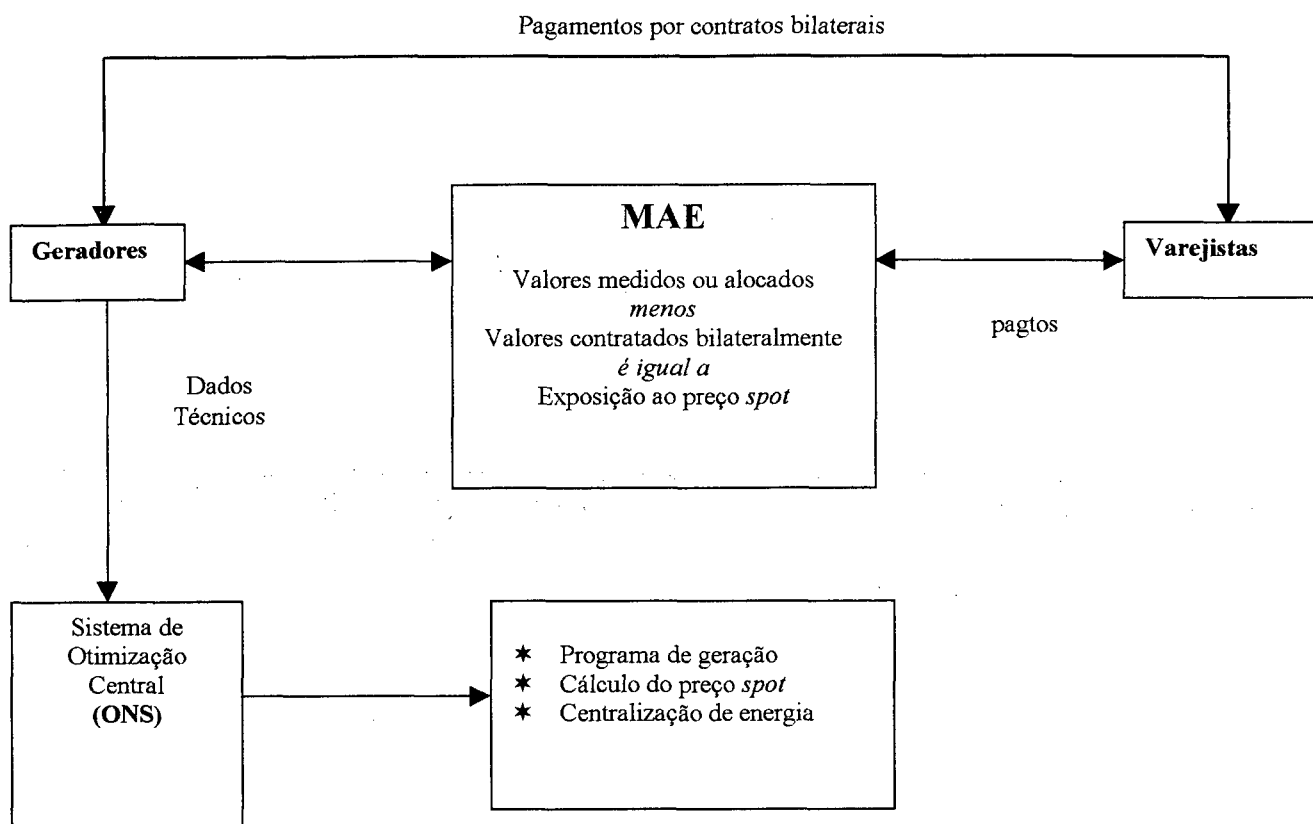 Pagamentos por contratos bilaterais
MAE
Geradores
Varejistas
Valores medidos ou alocados
menos
Valores contratados bilateralmente
é igual a
Exposição ao preço spot
pagtos
Dados
Técnicos
Sistema de
Otimização
Central
(ONS)
✶ Programa de geração
✶ Cálculo do preço spot
✶ Centralização de energia